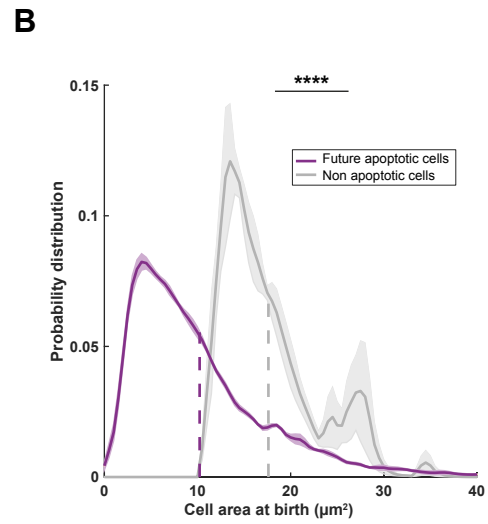 B
****
0.15
Future apoptotic cells
Non apoptotic cells
0.1
Probability distribution
0.05
0
0 10 20 30 40
Cell area at birth (µm²)